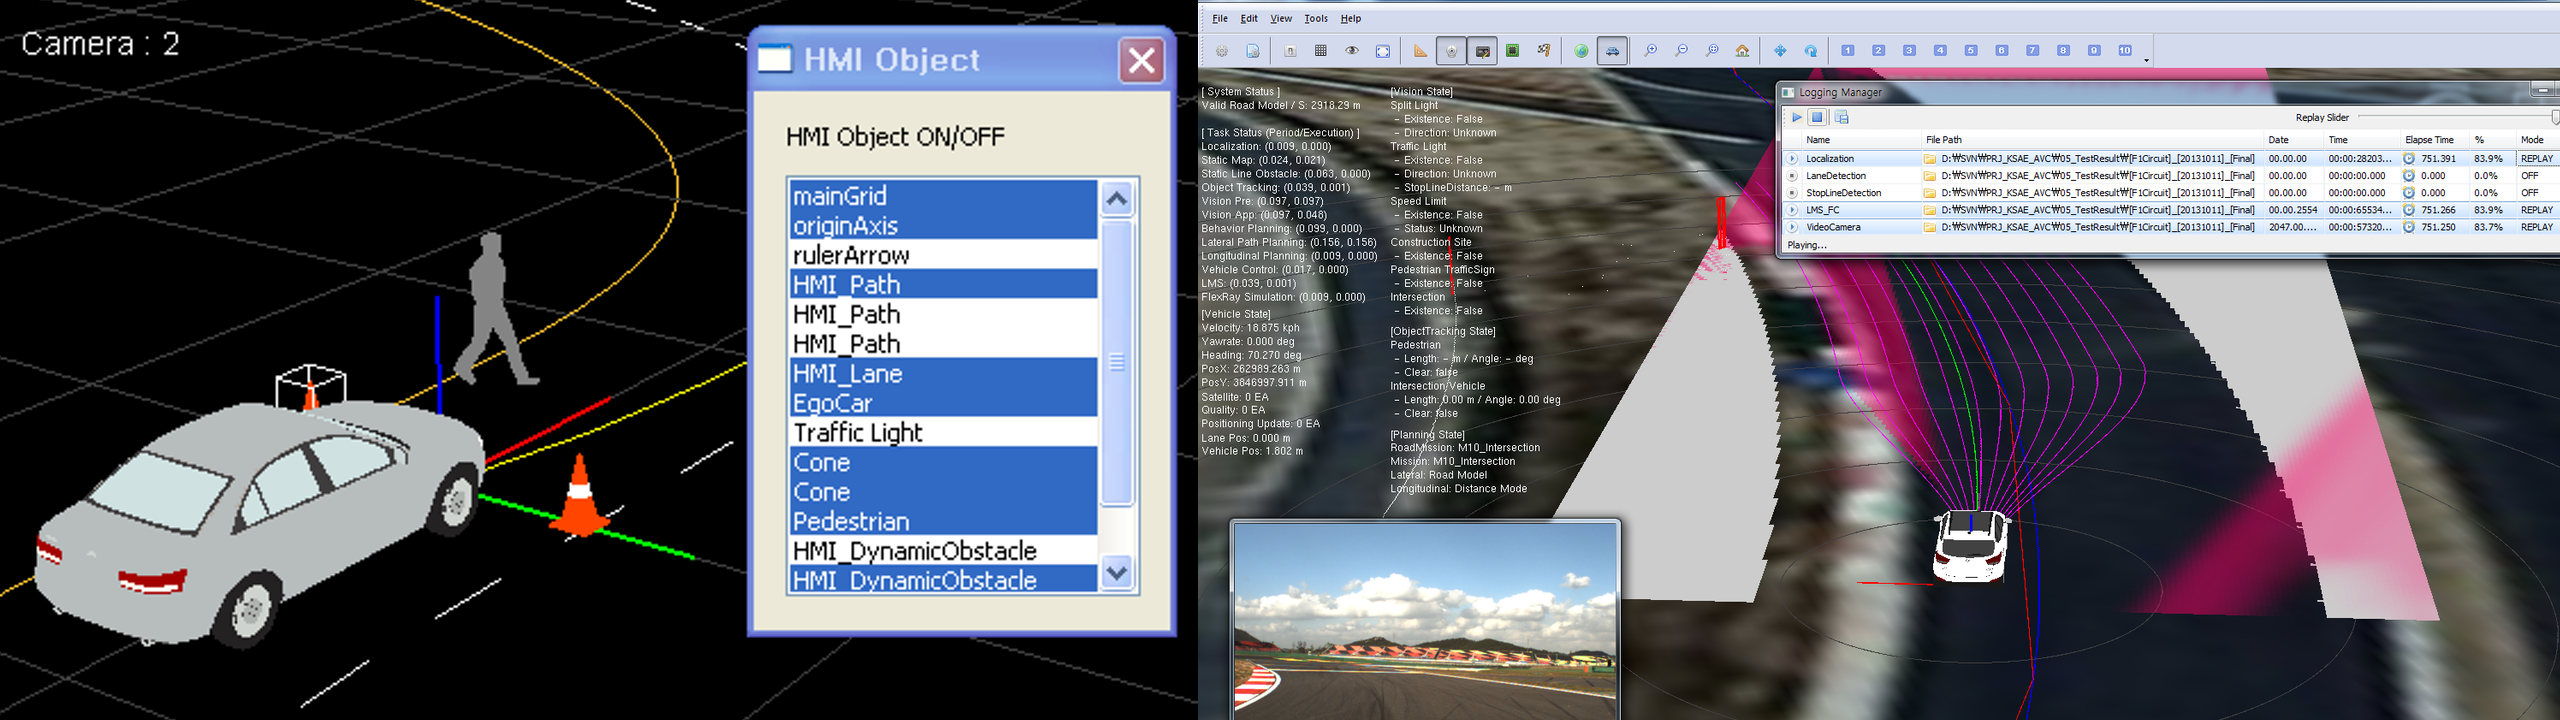 Camera : 2
HMI Object
HMI Object ON/OFF
mainGrid
originAxis
rulerArrow
HMI_Path
HMI_Path
HMI_Path
HMI_Lane
EgoCar
Traffic Light
Cone
Cone
Pedestrian
HMI_DynamicObstacle
HMI_DynamicObstacle
File Edit View Tools Help
1 2 3 4 5 6 7 8 9 10
[ System Status ]
Valid Road Model / S: 2918.29 m
[ Task Status (Period/Execution) ]
Localization: (0.009, 0.000)
Static Map: (0.024, 0.021)
Static Line Obstacle: (0.063, 0.000)
Object Tracking: (0.039, 0.001)
Vision Pre: (0.097, 0.097)
Vision App: (0.097, 0.048)
Behavior Planning: (0.099, 0.000)
Lateral Path Planning: (0.156, 0.156)
Longitudinal Planning: (0.009, 0.000)
Vehicle Control: (0.017, 0.000)
LMS: (0.039, 0.001)
FlexRay Simulation: (0.009, 0.000)
[Vehicle State]
Velocity: 18.875 kph
Yawrate: 0.000 deg
Heading: 70.270 deg
PosX: 262989.263 m
PosY: 3846997.911 m
Satellite: 0 EA
Quality: 0 EA
Positioning Update: 0 EA
Lane Pos: 0.000 m
Vehicle Pos: 1.802 m
[Vision State]
Split Light
- Existence: False
- Direction: Unknown
Traffic Light
- Existence: False
- Direction: Unknown
- StopLineDistance: - m
Speed Limit
- Existence: False
- Status: Unknown
Construction Site
- Existence: False
Pedestrian TrafficSign
- Existence: False
Intersection
- Existence: False
[ObjectTracking State]
Pedestrian
- Length: - m / Angle: - deg
- Clear: false
Intersection/Vehicle
- Length: 0.00 m / Angle: 0.00 deg
- Clear: false
[Planning State]
RoadMission: M10_Intersection
Mission: M10_Intersection
Lateral: Road Model
Longitudinal: Distance Mode
Logging Manager
Replay Slider
Name File Path Date Time Elapse Time % Mode
Localization D:₩SVN₩PRJ_KSAE_AVC₩05_TestResult₩[F1Circuit]_[20131011]_[Final] 00.00.00 00:00:28203... 751.391 83.9% REPLAY
LaneDetection D:₩SVN₩PRJ_KSAE_AVC₩05_TestResult₩[F1Circuit]_[20131011]_[Final] 00.00.00 00:00:00.000 0.000 0.0% OFF
StopLineDetection D:₩SVN₩PRJ_KSAE_AVC₩05_TestResult₩[F1Circuit]_[20131011]_[Final] 00.00.00 00:00:00.000 0.000 0.0% OFF
LMS_FC D:₩SVN₩PRJ_KSAE_AVC₩05_TestResult₩[F1Circuit]_[20131011]_[Final] 00.00.2554 00:00:65534... 751.266 83.9% REPLAY
VideoCamera D:₩SVN₩PRJ_KSAE_AVC₩05_TestResult₩[F1Circuit]_[20131011]_[Final] 2047.00.... 00:00:57320... 751.250 83.7% REPLAY
Playing...